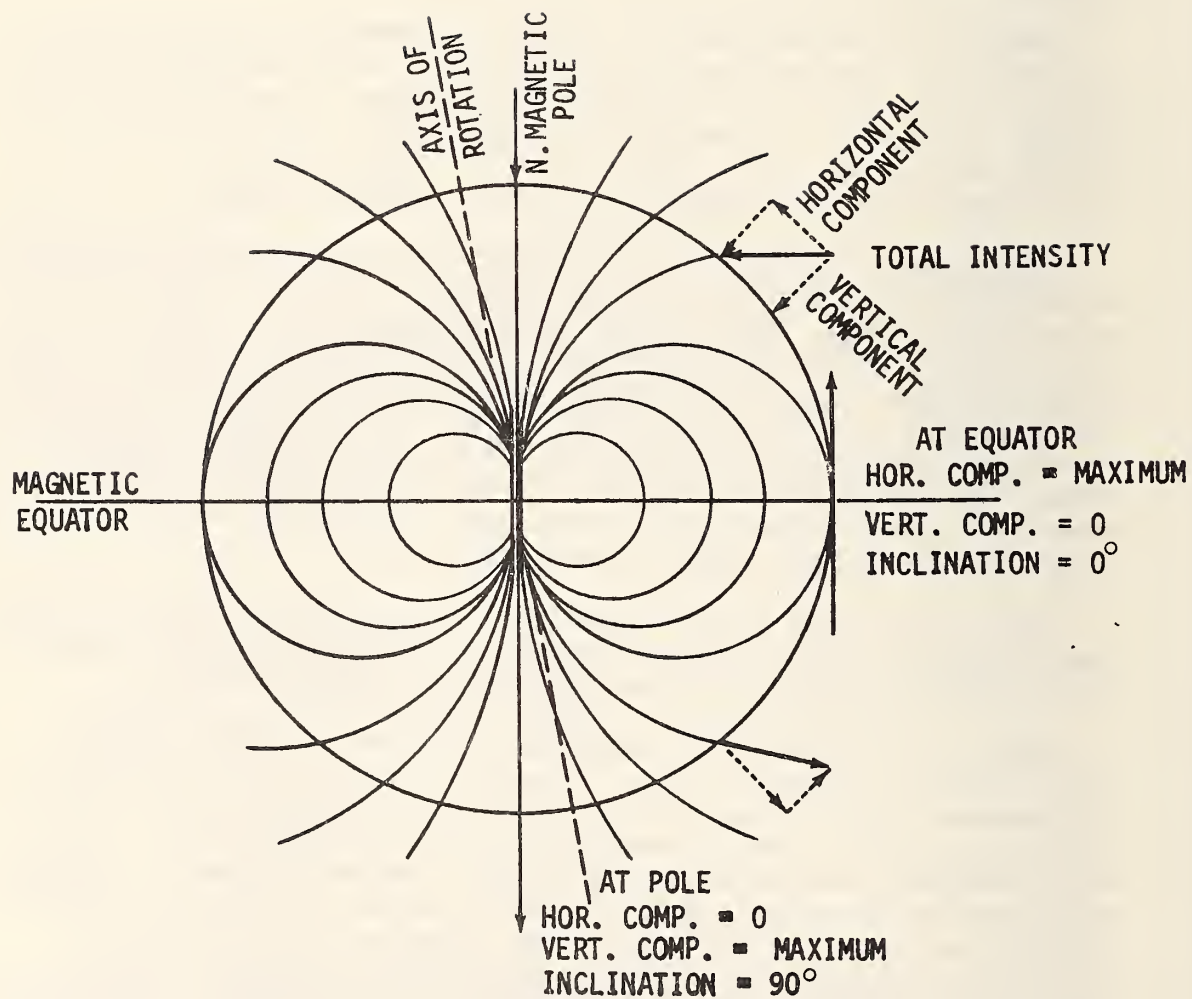 AXIS OF
ROTATION
N. MAGNETIC
POLE
HORIZONTAL
COMPONENT
TOTAL INTENSITY
VERTICAL
COMPONENT
AT EQUATOR
HOR. COMP. = MAXIMUM
VERT. COMP. = 0
INCLINATION = 0°
MAGNETIC
EQUATOR
AT POLE
HOR. COMP. = 0
VERT. COMP. = MAXIMUM
INCLINATION = 90°